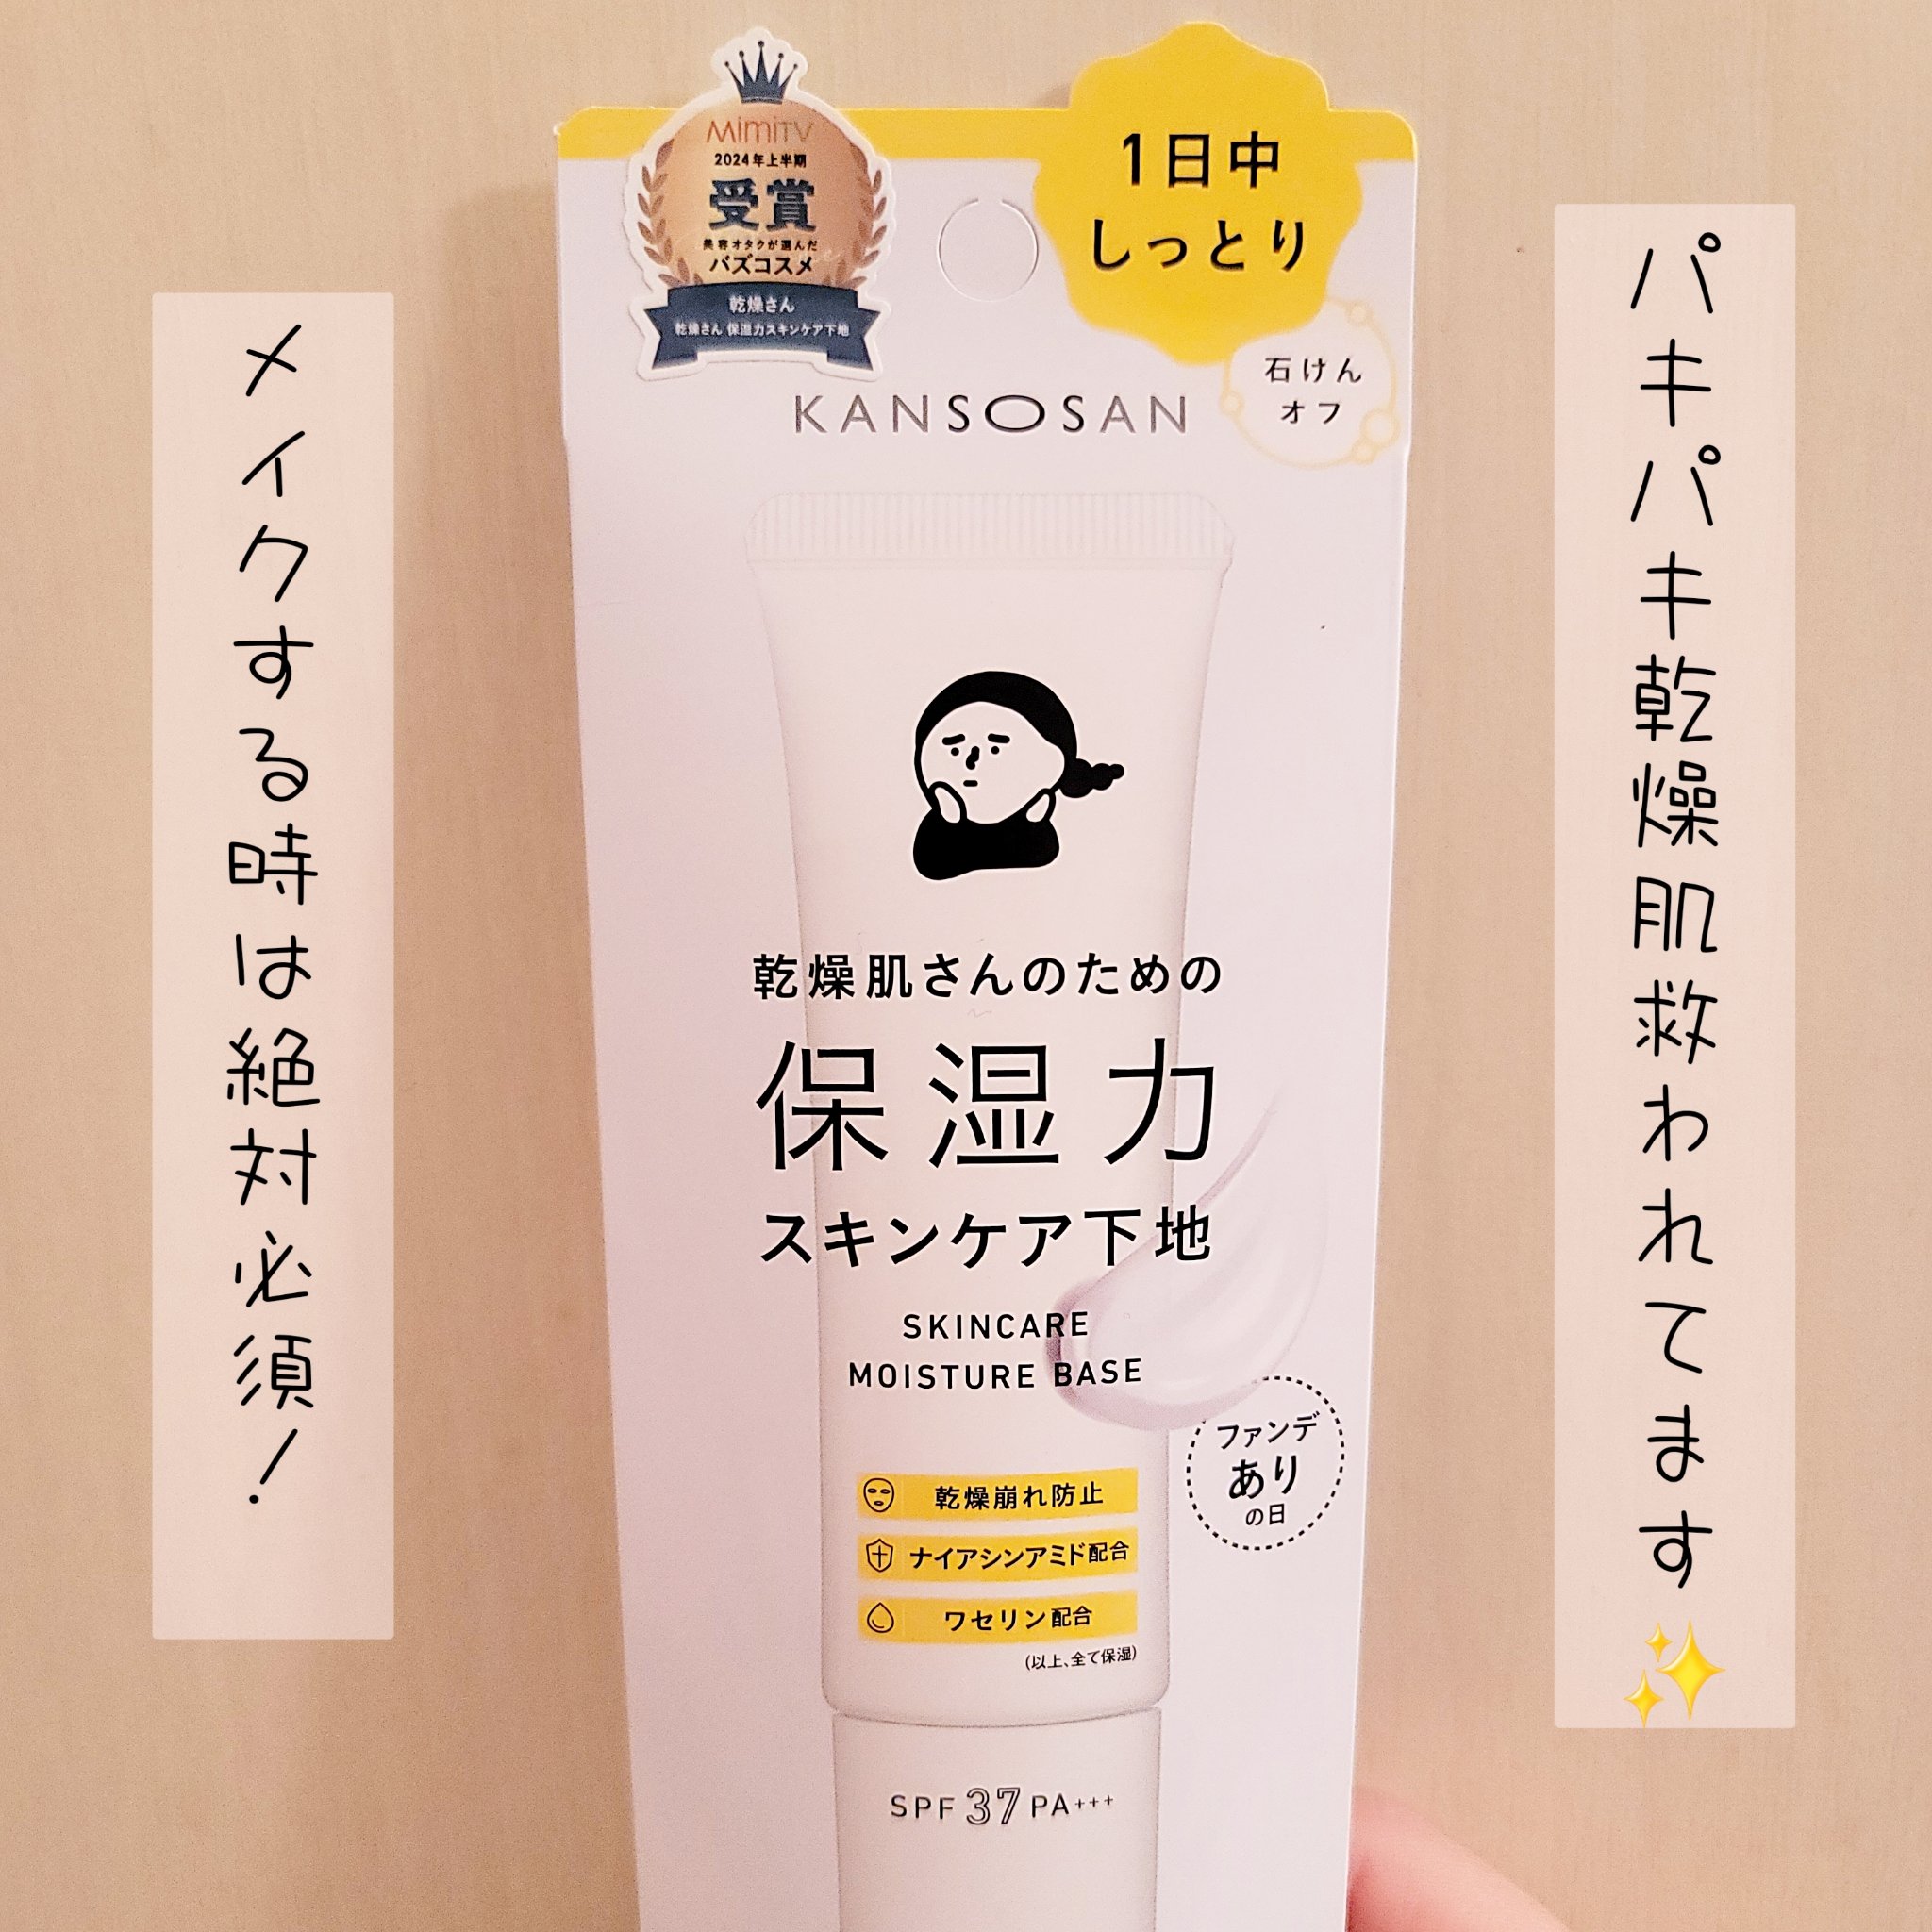 パキパキ乾燥肌救われてます✨
メイクする時は絶対必須！
MimiTV
2024年上半期
受賞
美容オタクが選んだ
バズコスメ
乾燥さん
乾燥さん 保湿力スキンケア下地
1日中
しっとり
石けん
オフ
KANSOSAN
乾燥肌さんのための
保湿力
スキンケア下地
SKINCARE
MOISTURE BASE
ファンデ
あり
の日
乾燥崩れ防止
ナイアシンアミド配合
ワセリン配合
(以上、全て保湿)
SPF 37 PA+++